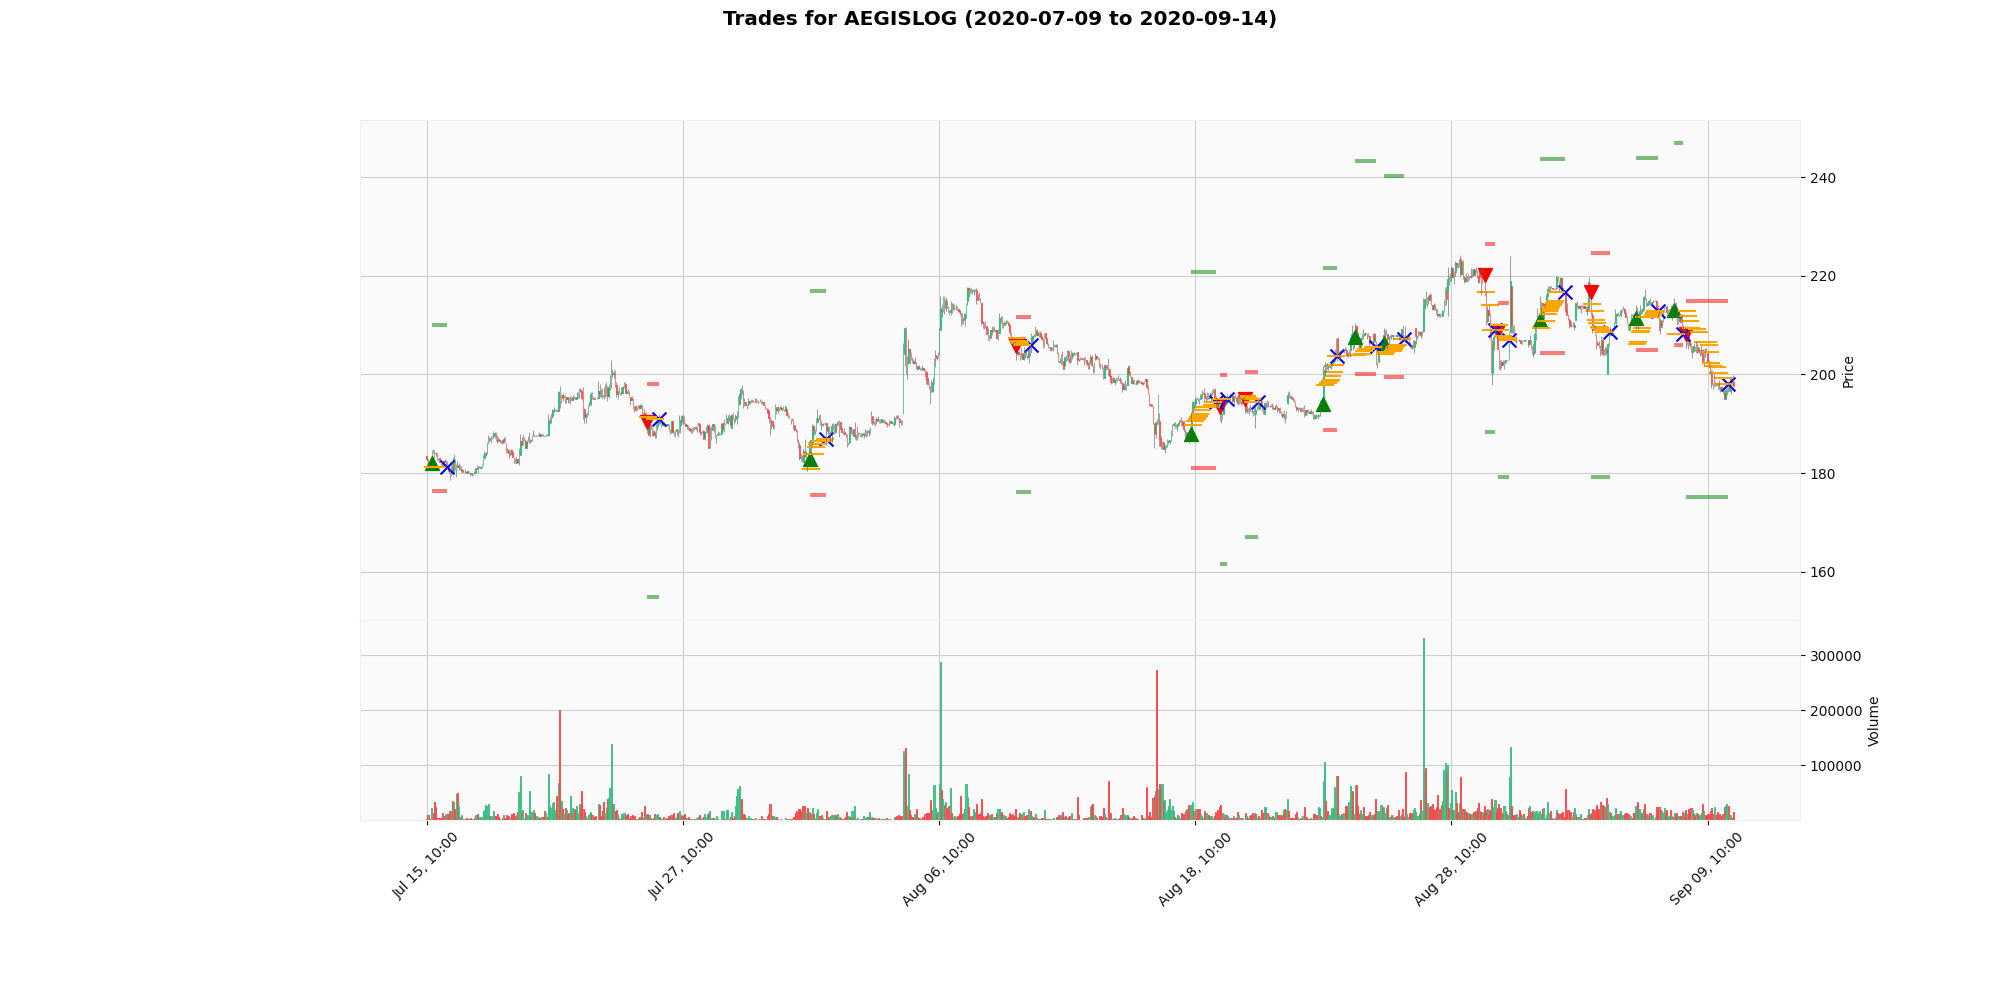 Trades for AEGISLOG (2020-07-09 to 2020-09-14)
240
220
200
180
160
Price
300000
200000
100000
Volume
Jul 15, 10:00
Jul 27, 10:00
Aug 06, 10:00
Aug 18, 10:00
Aug 28, 10:00
Sep 09, 10:00